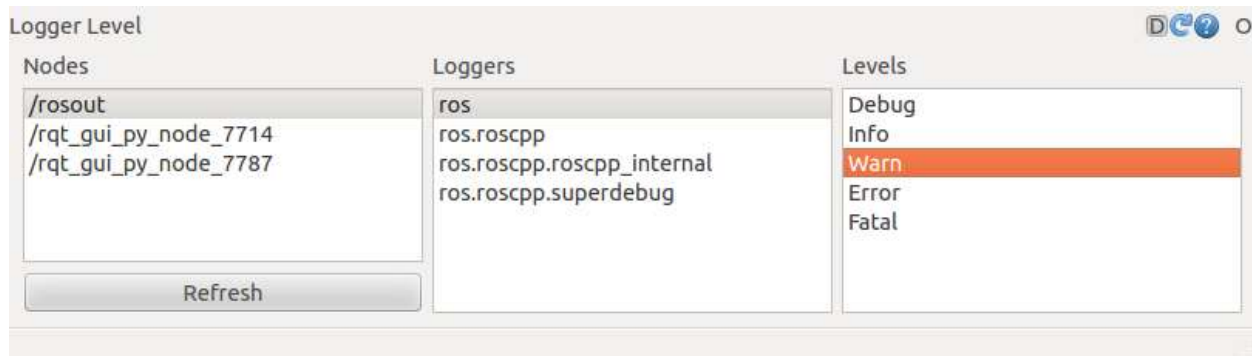 Logger Level
D ? O
Nodes
/rosout
/rqt_gui_py_node_7714
/rqt_gui_py_node_7787
Refresh
Loggers
ros
ros.roscpp
ros.roscpp.roscpp_internal
ros.roscpp.superdebug
Levels
Debug
Info
Warn
Error
Fatal